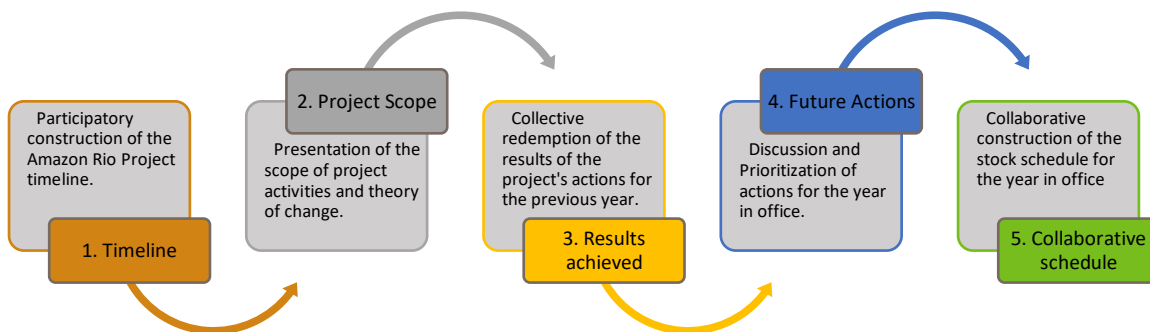 Participatory
construction of the
Amazon Rio Project
timeline.
1. Timeline
2. Project Scope
Presentation of the
scope of project
activities and theory
of change.
Collective
redemption of the
results of the
project's actions for
the previous year.
3. Results
achieved
4. Future Actions
Discussion and
Prioritization of
actions for the year
in office.
Collaborative
construction of the
stock schedule for
the year in office
5. Collaborative
schedule